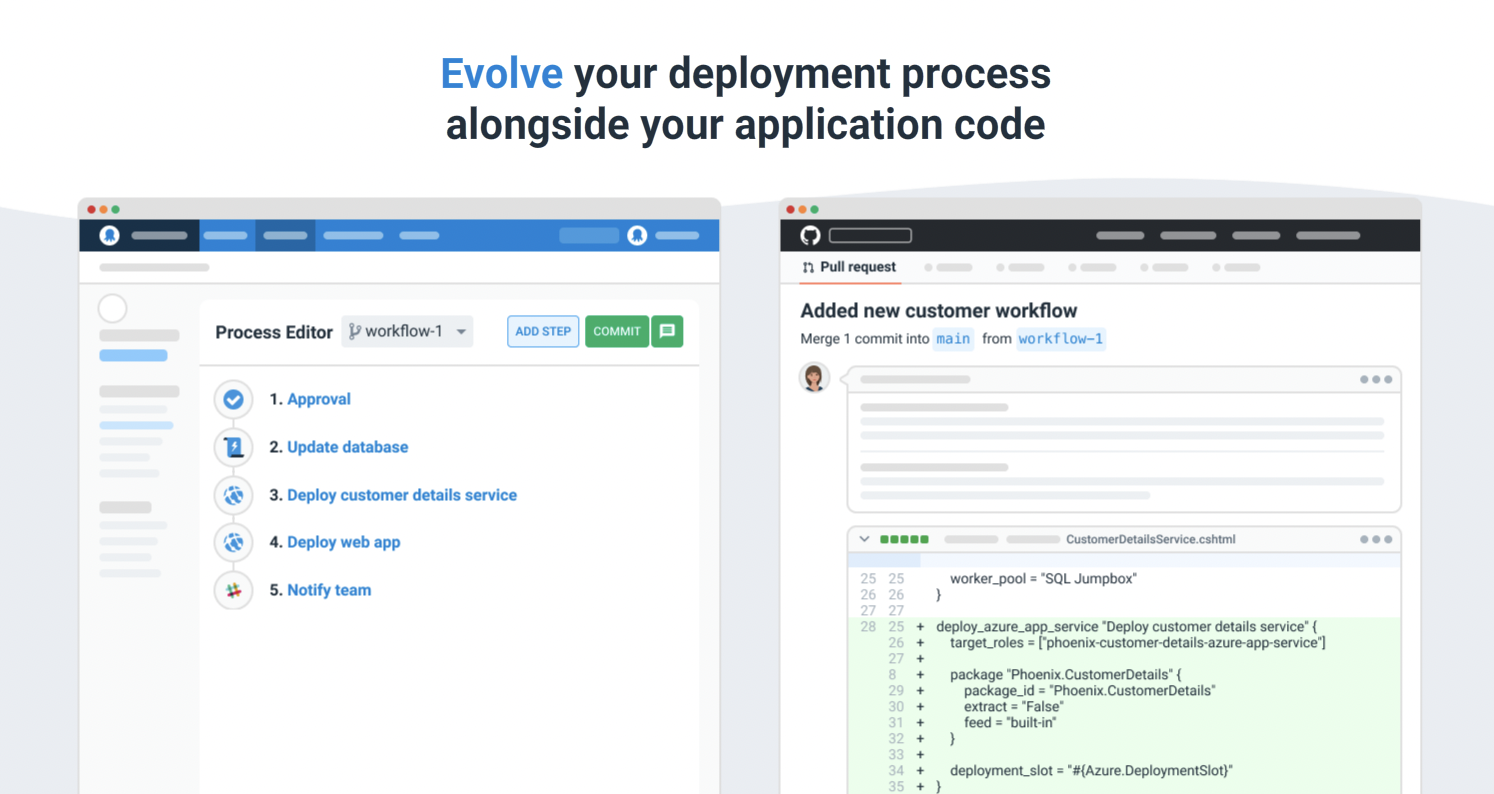 Evolve your deployment process
alongside your application code
Process Editor
workflow-1
ADD STEP
COMMIT
1. Approval
2. Update database
3. Deploy customer details service
4. Deploy web app
5. Notify team
Pull request
Added new customer workflow
Merge 1 commit into main from workflow-1
CustomerDetailsService.cshtml
25 25 worker_pool = "SQL Jumpbox"
26 26 }
27 27
28 25 + deploy_azure_app_service "Deploy customer details service" {
26 + target_roles = ["phoenix-customer-details-azure-app-service"]
27 +
8 + package "Phoenix.CustomerDetails" {
29 + package_id = "Phoenix.CustomerDetails"
30 + extract = "False"
31 + feed = "built-in"
32 + }
33 +
34 + deployment_slot = "#{Azure.DeploymentSlot}"
35 + }